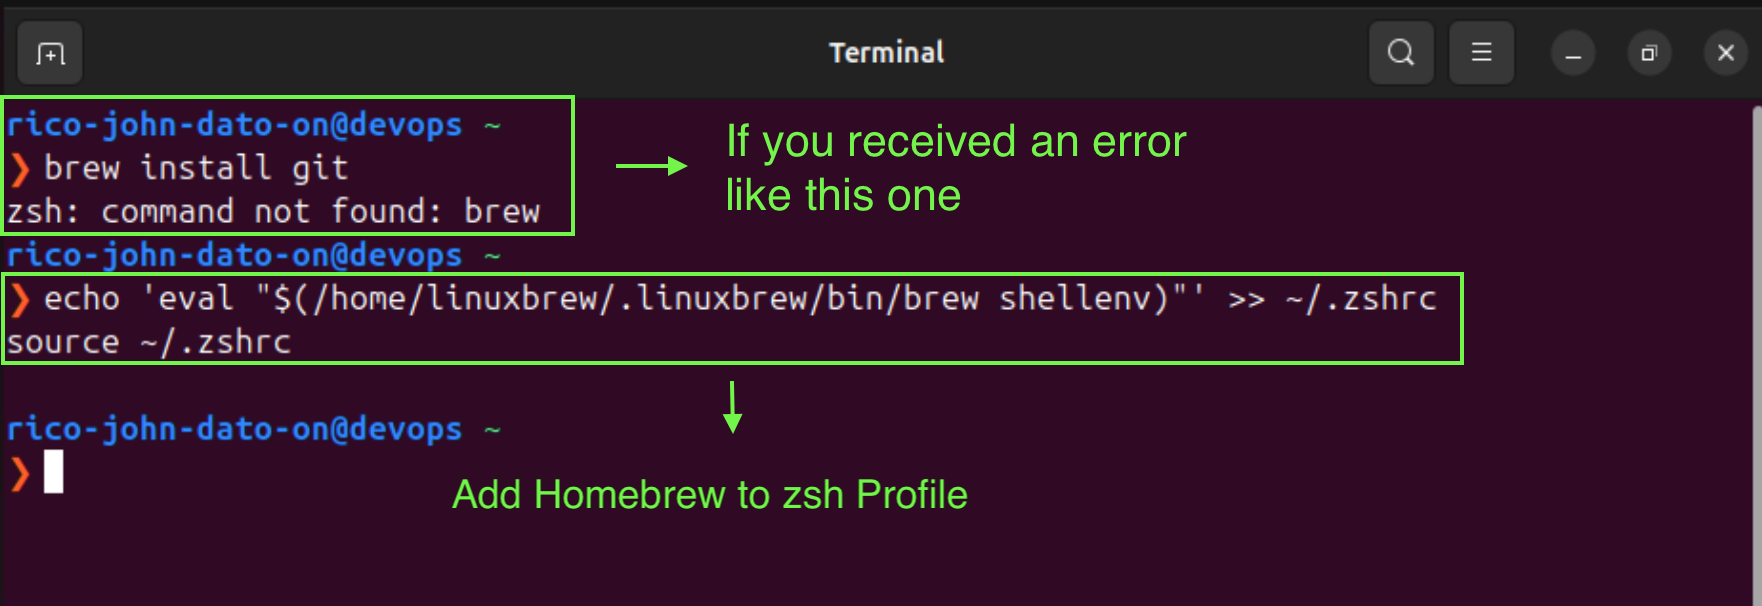 Terminal
rico-john-dato-on@devops ~
❯ brew install git
zsh: command not found: brew
If you received an error
like this one
rico-john-dato-on@devops ~
❯ echo 'eval "$(/home/linuxbrew/.linuxbrew/bin/brew shellenv)"' >> ~/.zshrc
source ~/.zshrc
rico-john-dato-on@devops ~
❯
Add Homebrew to zsh Profile